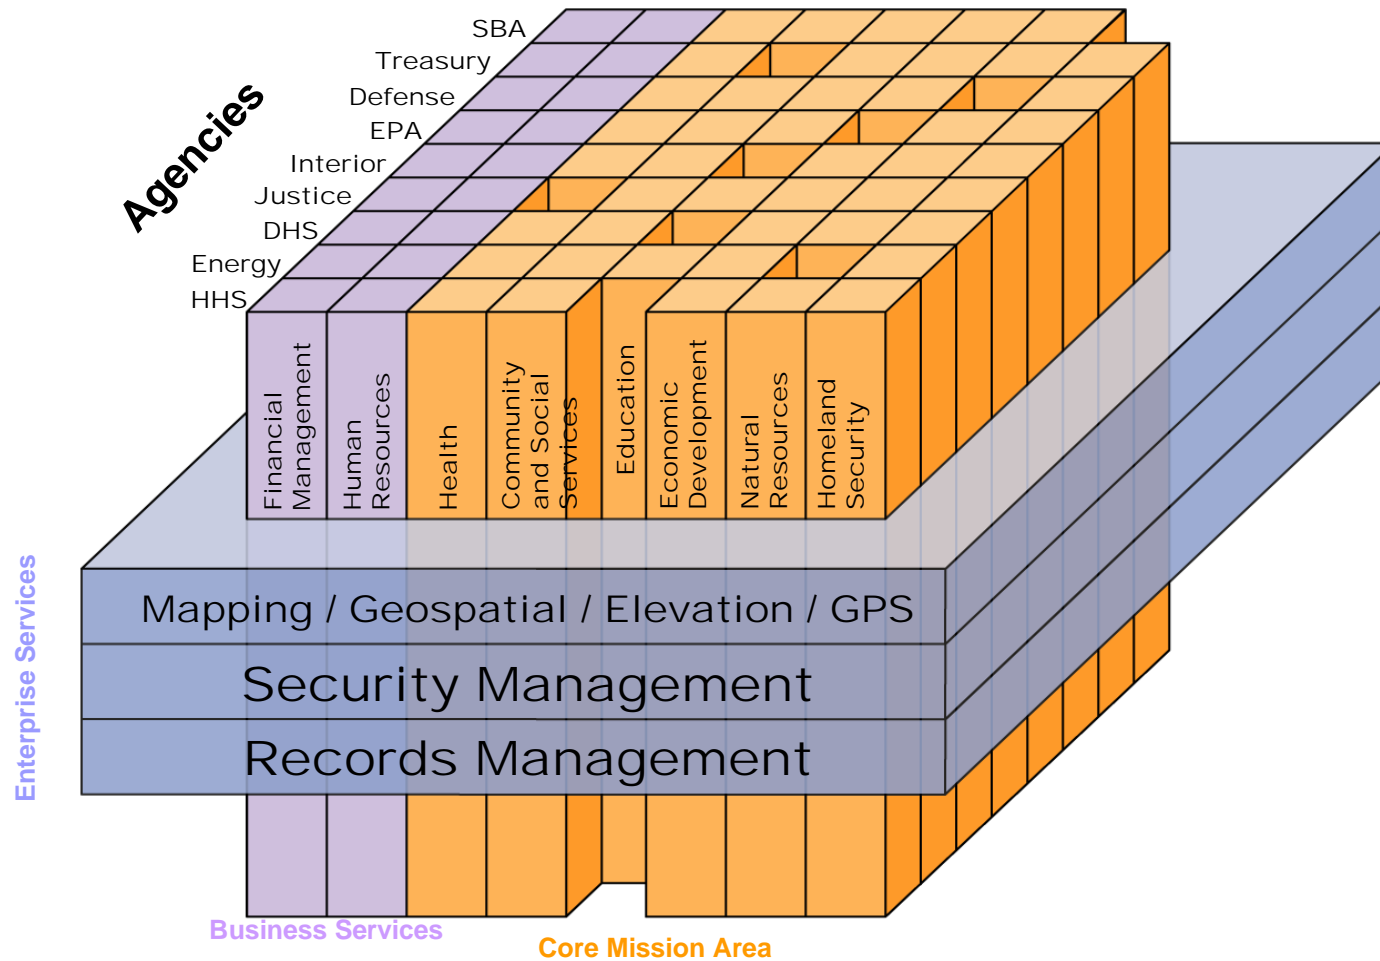 SBA
Treasury
Defense
EPA
Interior
Justice
DHS
Energy
HHS
Agencies
Financial
Management
Human
Resources
Health
Community
and Social
Services
Education
Economic
Development
Natural
Resources
Homeland
Security
Enterprise Services
Mapping / Geospatial / Elevation / GPS
Security Management
Records Management
Business Services
Core Mission Area